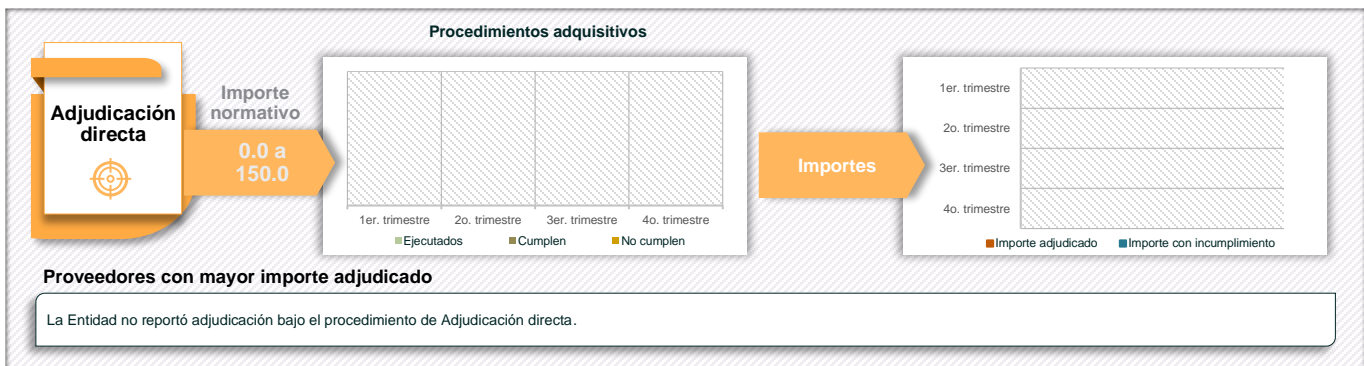 Procedimientos adquisitivos
Adjudicación
directa
Importe
normativo
0.0 a
150.0
1er. trimestre 2o. trimestre 3er. trimestre 4o. trimestre
Ejecutados Cumplen No cumplen
Importes
1er. trimestre
2o. trimestre
3er. trimestre
4o. trimestre
Importe adjudicado Importe con incumplimiento
Proveedores con mayor importe adjudicado
La Entidad no reportó adjudicación bajo el procedimiento de Adjudicación directa.